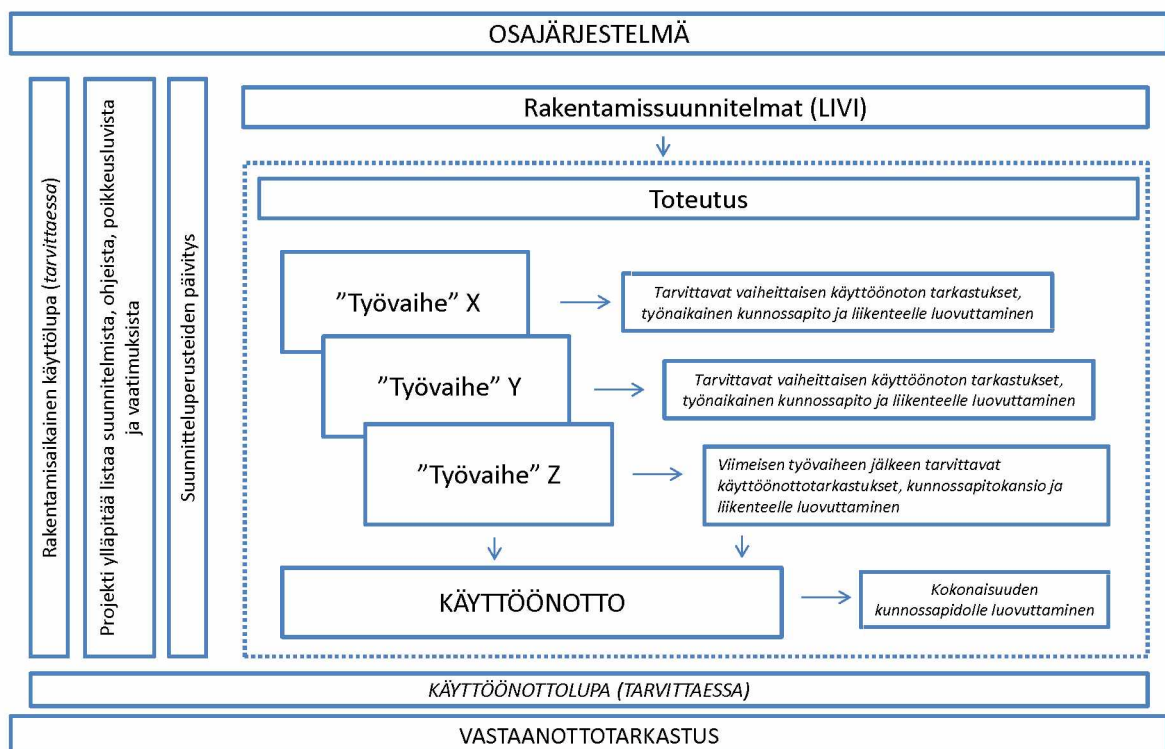 OSAJÄRJESTELMÄ
Rakentamisaikainen käyttölupa (tarvittaessa)
Projekti ylläpitää listaa suunnitelmista, ohjeista, poikkeusluvista
ja vaatimuksista
Suunnitteluperusteiden päivitys
Rakentamissuunnitelmat (LIVI)
Toteutus
”Työvaihe” X
Tarvittavat vaiheittaisen käyttöönoton tarkastukset,
työnaikainen kunnossapito ja liikenteelle luovuttaminen
”Työvaihe” Y
Tarvittavat vaiheittaisen käyttöönoton tarkastukset,
työnaikainen kunnossapito ja liikenteelle luovuttaminen
”Työvaihe” Z
Viimeisen työvaiheen jälkeen tarvittavat
käyttöönottotarkastukset, kunnossapitokansio ja
liikenteelle luovuttaminen
KÄYTTÖÖNOTTO
Kokonaisuuden
kunnossapidolle luovuttaminen
KÄYTTÖÖNOTTOLUPA (TARVITTAESSA)
VASTAANOTTOTARKASTUS